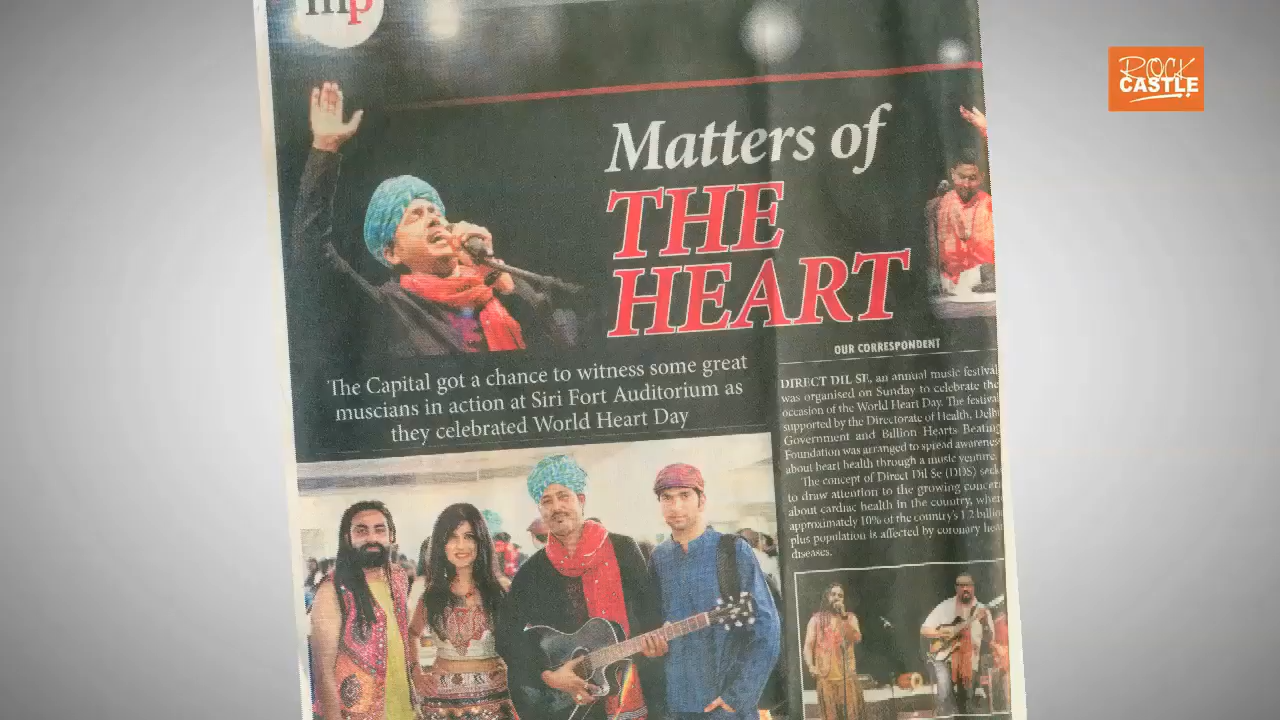 mp
ROCK
CASTLE
Matters of
THE
HEART
The Capital got a chance to witness some great
muscians in action at Siri Fort Auditorium as
they celebrated World Heart Day
OUR CORRESPONDENT
DIRECT DIL SE, an annual music festival
was organised on Sunday to celebrate the
occasion of the World Heart Day. The festival
supported by the Directorate of Health, Delhi
Government and Billion Hearts Beating
Foundation was arranged to spread awareness
about heart health through a music venture.
The concept of Direct Dil Se (DDS) seek
to draw attention to the growing concern
about cardiac health in the country, where
approximately 10% of the country's 1.2 billion
plus population is affected by coronary heart
diseases.